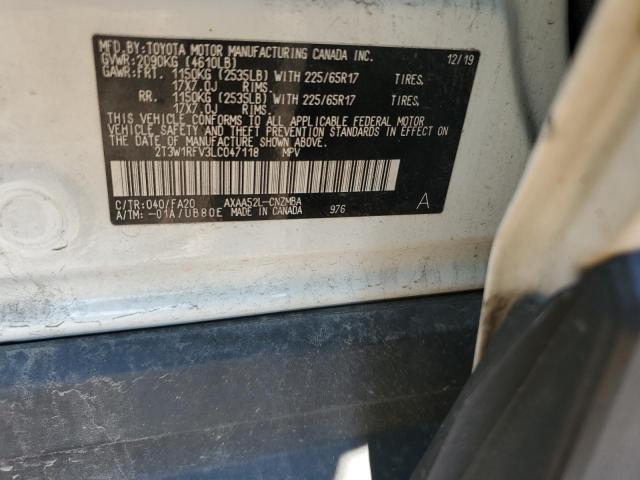 MFD.BY:TOYOTA MOTOR MANUFACTURING CANADA INC.
GVWR:2090KG (4610LB) 12/19
GAWR:FRT. 1150KG (2535LB) WITH 225/65R17 TIRES,
17X7.0J RIMS.
RR. 1150KG (2535LB) WITH 225/65R17 TIRES,
17X7.0J RIMS.
THIS VEHICLE CONFORMS TO ALL APPLICABLE FEDERAL MOTOR
VEHICLE SAFETY AND THEFT PREVENTION STANDARDS IN
EFFECT ON THE DATE OF MANUFACTURE SHOWN ABOVE.
2T3W1RFV3LC047118 MPV
C/TR:040/FA20 AXAA52L-CNZMBA A
A/TM: -01A/UB80E MADE IN CANADA 976